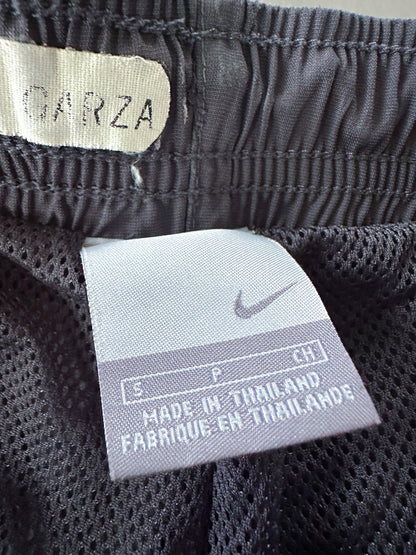 GARZA
S P CH
MADE IN THAILAND
FABRIQUE EN THAILANDE